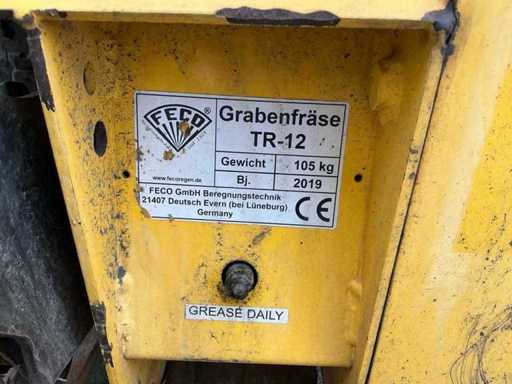 FECO ®
www.fecoregen.de
Grabenfräse
TR-12
Gewicht 105 kg
Bj. 2019
FECO GmbH Beregnungstechnik
21407 Deutsch Evern (bei Lüneburg)
Germany
CE
GREASE DAILY